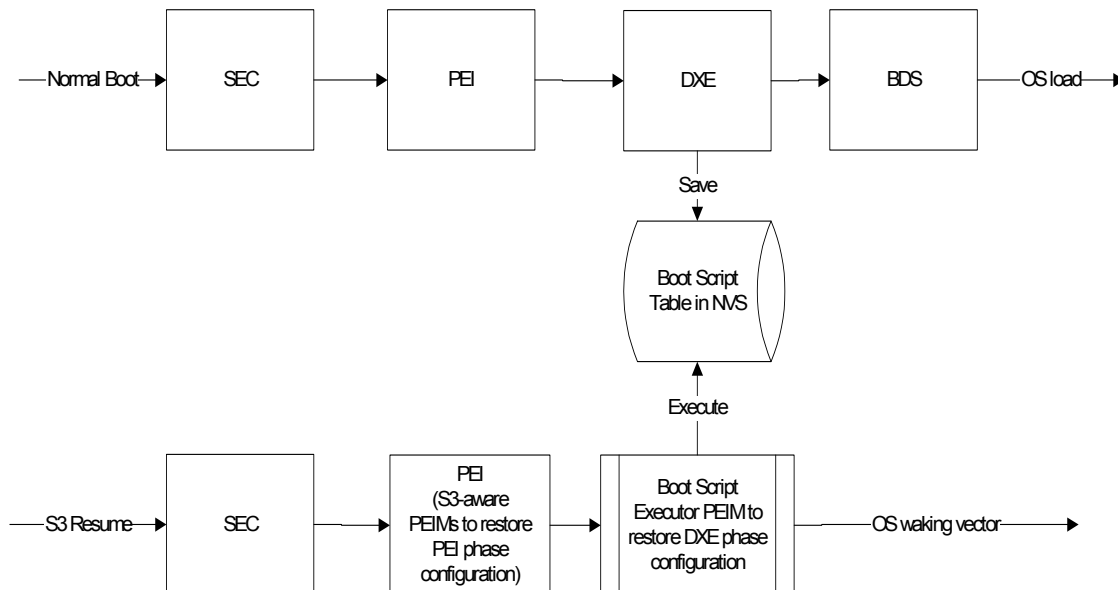 Normal Boot
SEC
PEI
DXE
BDS
OS load
Save
Boot Script
Table in NVS
Execute
S3 Resume
SEC
PEI
(S3-aware
PEIMs to restore
PEI phase
configuration)
Boot Script
Executor PEIM to
restore DXE phase
configuration
OS waking vector